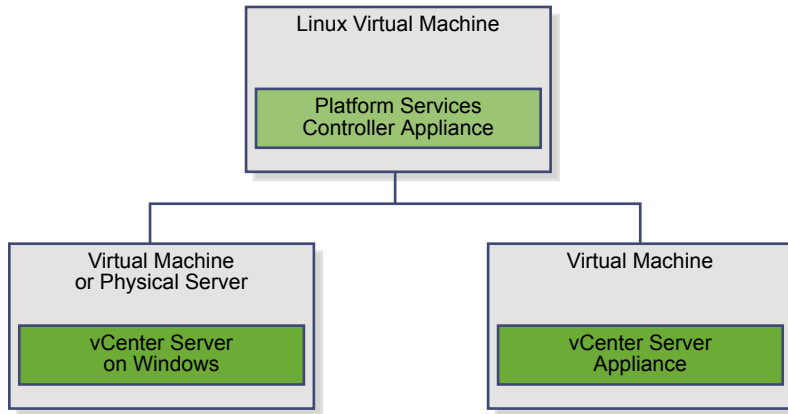 Linux Virtual Machine
Platform Services
Controller Appliance
Virtual Machine
or Physical Server
vCenter Server
on Windows
Virtual Machine
vCenter Server
Appliance